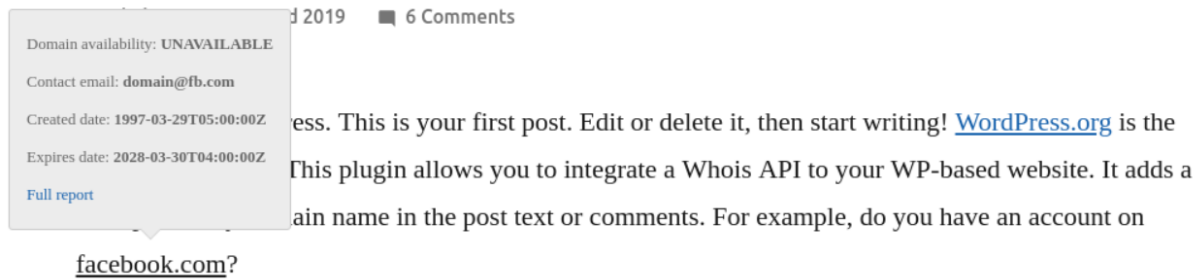 2019
6 Comments
Domain availability: UNAVAILABLE
Contact email: domain@fb.com
Created date: 1997-03-29T05:00:00Z
Expires date: 2028-03-30T04:00:00Z
Full report
This is your first post. Edit or delete it, then start writing! WordPress.org is the
This plugin allows you to integrate a Whois API to your WP-based website. It adds a
name in the post text or comments. For example, do you have an account on
facebook.com?